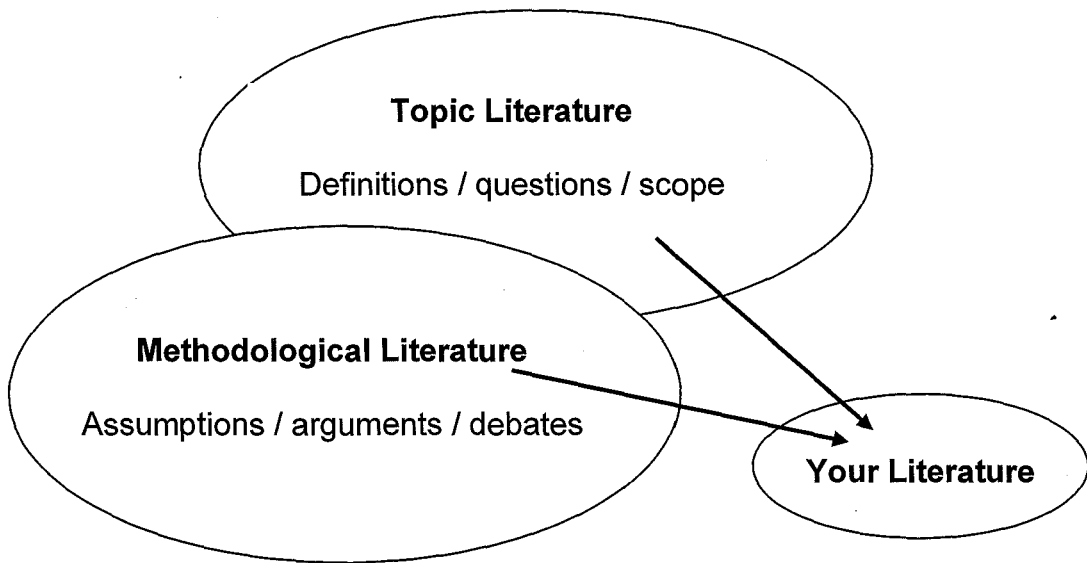 Topic Literature
Definitions / questions / scope
Methodological Literature
Assumptions / arguments / debates
Your Literature